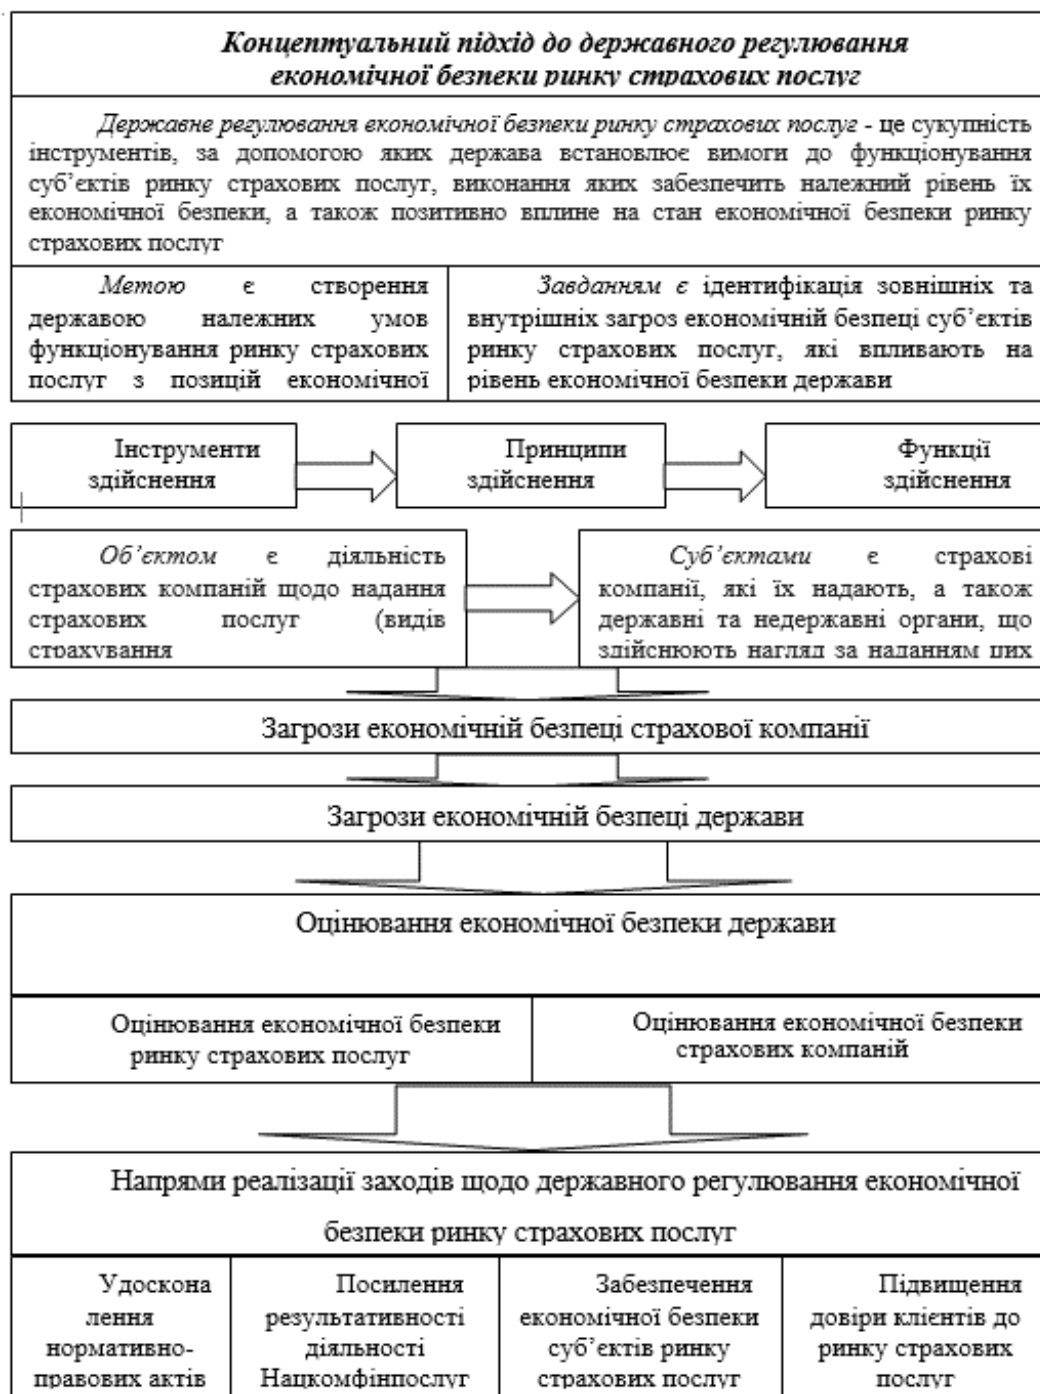 Концептуальний підхід до державного регулювання
економічної безпеки ринку страхових послуг
Державне регулювання економічної безпеки ринку страхових послуг - це сукупність
інструментів, за допомогою яких держава встановлює вимоги до функціонування
суб’єктів ринку страхових послуг, виконання яких забезпечить належний рівень їх
економічної безпеки, а також позитивно вплине на стан економічної безпеки ринку
страхових послуг
Метою є створення
державою належних умов
функціонування ринку страхових
послуг з позицій економічної
Завданням є ідентифікація зовнішніх та
внутрішніх загроз економічній безпеці суб’єктів
ринку страхових послуг, які впливають на
рівень економічної безпеки держави
Інструменти
здійснення
Принципи
здійснення
Функції
здійснення
Об’єктом є діяльність
страхових компаній щодо надання
страхових послуг (видів
страхування
Суб’єктами є страхові
компанії, які їх надають, а також
державні та недержавні органи, що
здійснюють нагляд за наданням цих
Загрози економічній безпеці страхової компанії
Загрози економічній безпеці держави
Оцінювання економічної безпеки держави
Оцінювання економічної безпеки
ринку страхових послуг
Оцінювання економічної безпеки
страхових компаній
Напрями реалізації заходів щодо державного регулювання економічної
безпеки ринку страхових послуг
Удоскона
лення
нормативно-
правових актів
Посилення
результативності
діяльності
Нацкомфінпослуг
Забезпечення
економічної безпеки
суб’єктів ринку
страхових послуг
Підвищення
довіри клієнтів до
ринку страхових
послуг